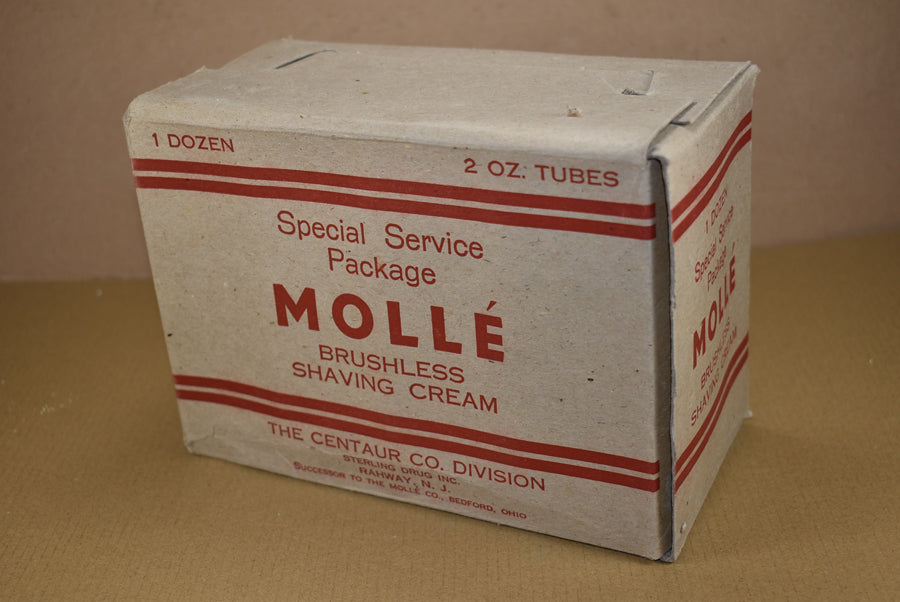 1 DOZEN
2 OZ. TUBES
Special Service
Package
MOLLÉ
BRUSHLESS
SHAVING CREAM
THE CENTAUR CO. DIVISION
STERLING DRUG INC.
RAHWAY, N. J.
SUCCESSOR TO THE MOLLÉ CO., BEDFORD, OHIO
1 DOZEN
Special Service
Package
MOLLÉ
BRUSHLESS
SHAVING CREAM